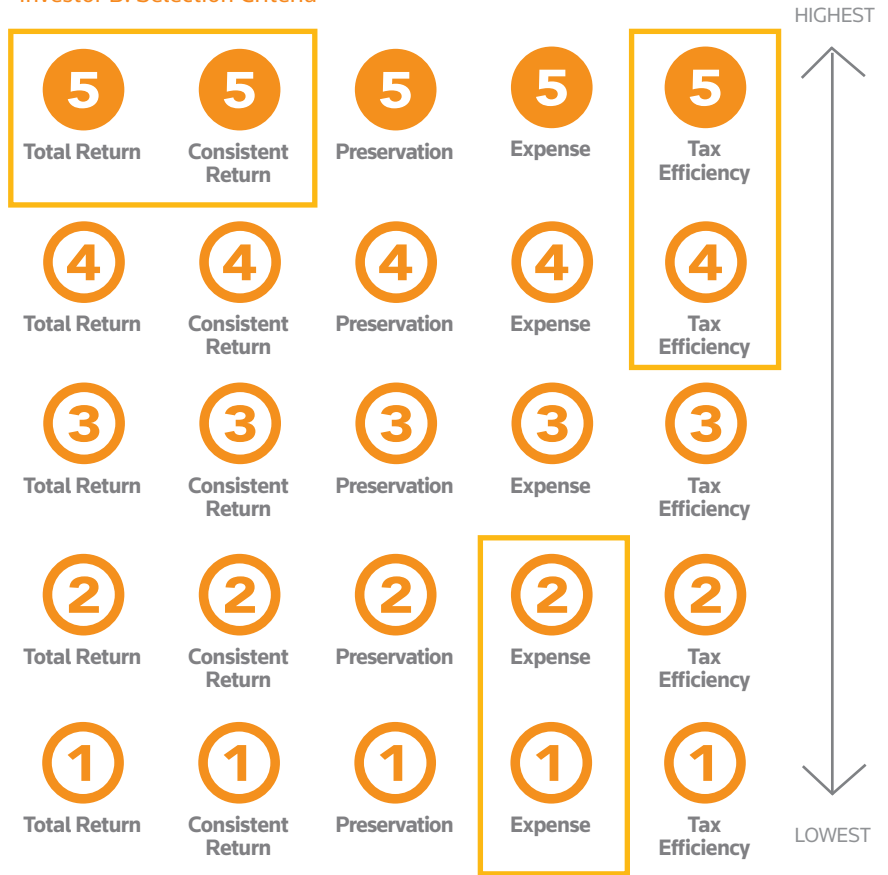 Investor B: Selection Criteria
HIGHEST
5 5 5 5 5
Total Return Consistent Preservation Expense Tax
Return Efficiency
4 4 4 4 4
Total Return Consistent Preservation Expense Tax
Return Efficiency
3 3 3 3 3
Total Return Consistent Preservation Expense Tax
Return Efficiency
2 2 2 2 2
Total Return Consistent Preservation Expense Tax
Return Efficiency
1 1 1 1 1
Total Return Consistent Preservation Expense Tax
Return Efficiency
LOWEST